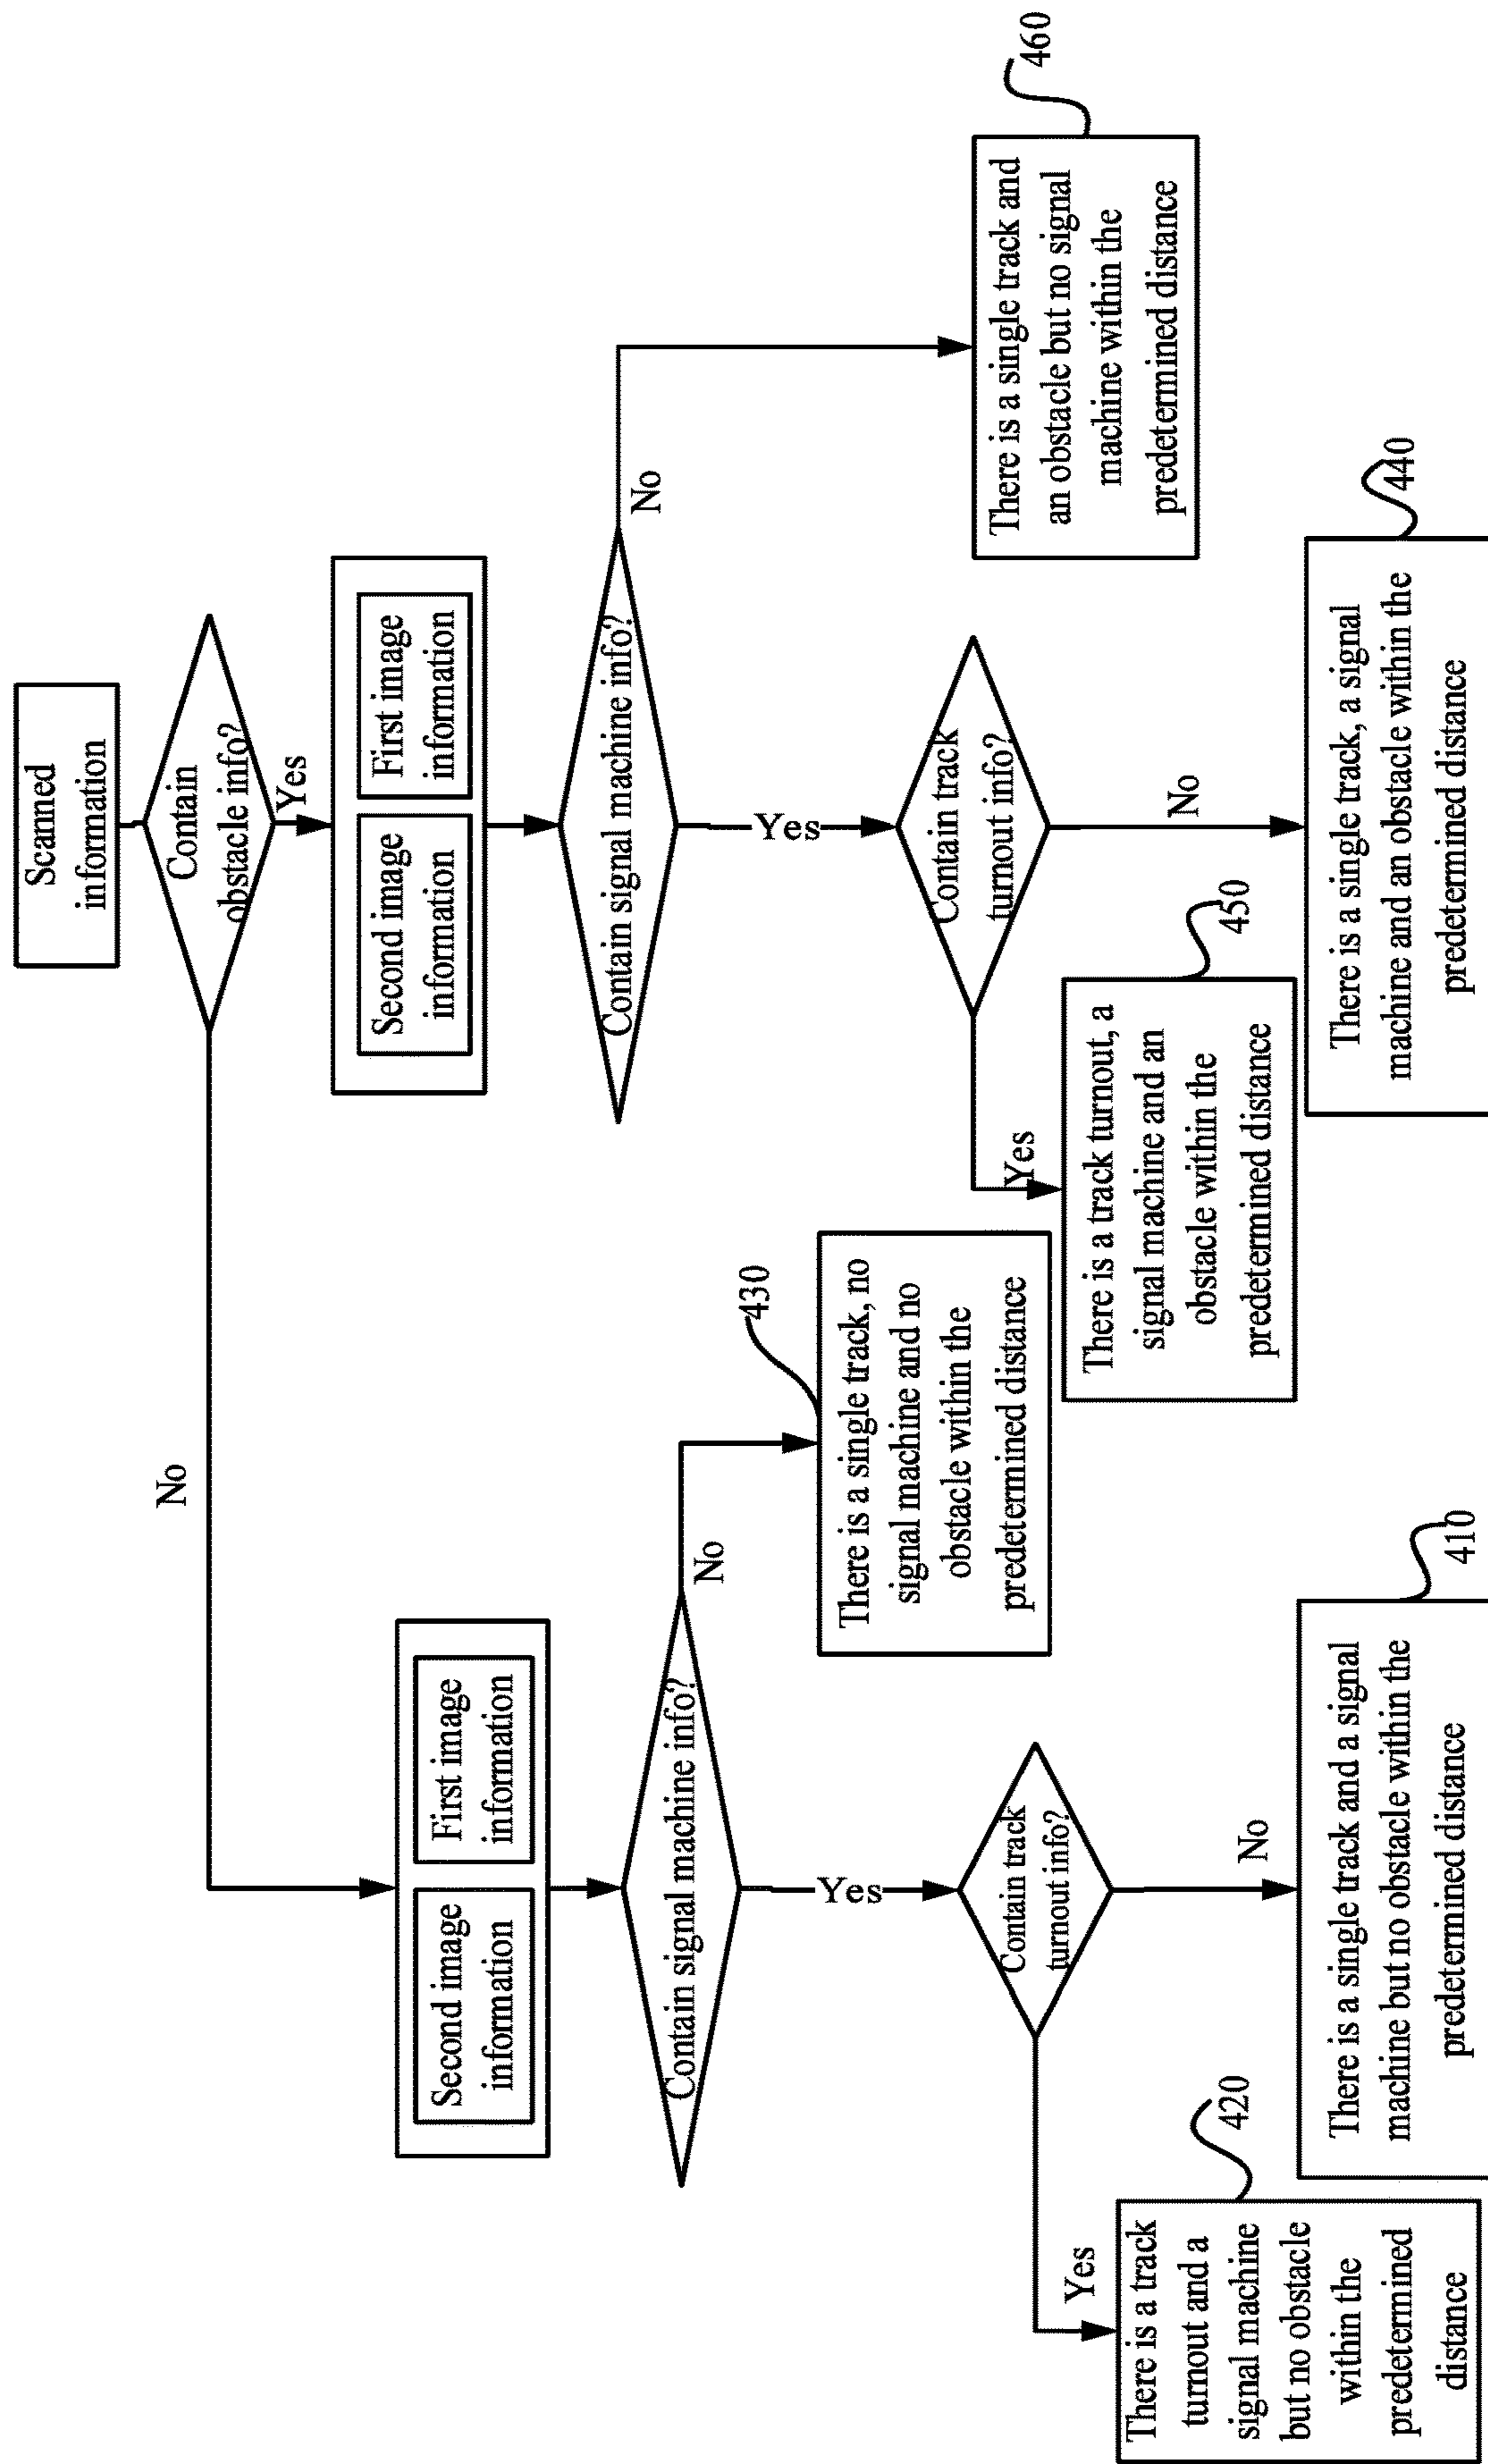 Scanned
information
Contain
obstacle info?
No
Yes
Second image
information
First image
information
Second image
information
First image
information
Contain signal machine info?
No
Yes
Contain signal machine info?
No
Yes
There is a single track, no
signal machine and no
obstacle within the
predetermined distance
430
Contain track
turnout info?
Yes
No
Contain track
turnout info?
Yes
No
There is a single track and
an obstacle but no signal
machine within the
predetermined distance
460
There is a track
turnout and a
signal machine
but no obstacle
within the
predetermined
distance
420
There is a single track and a signal
machine but no obstacle within the
predetermined distance
410
There is a track turnout, a
signal machine and an
obstacle within the
predetermined distance
450
There is a single track, a signal
machine and an obstacle within the
predetermined distance
440